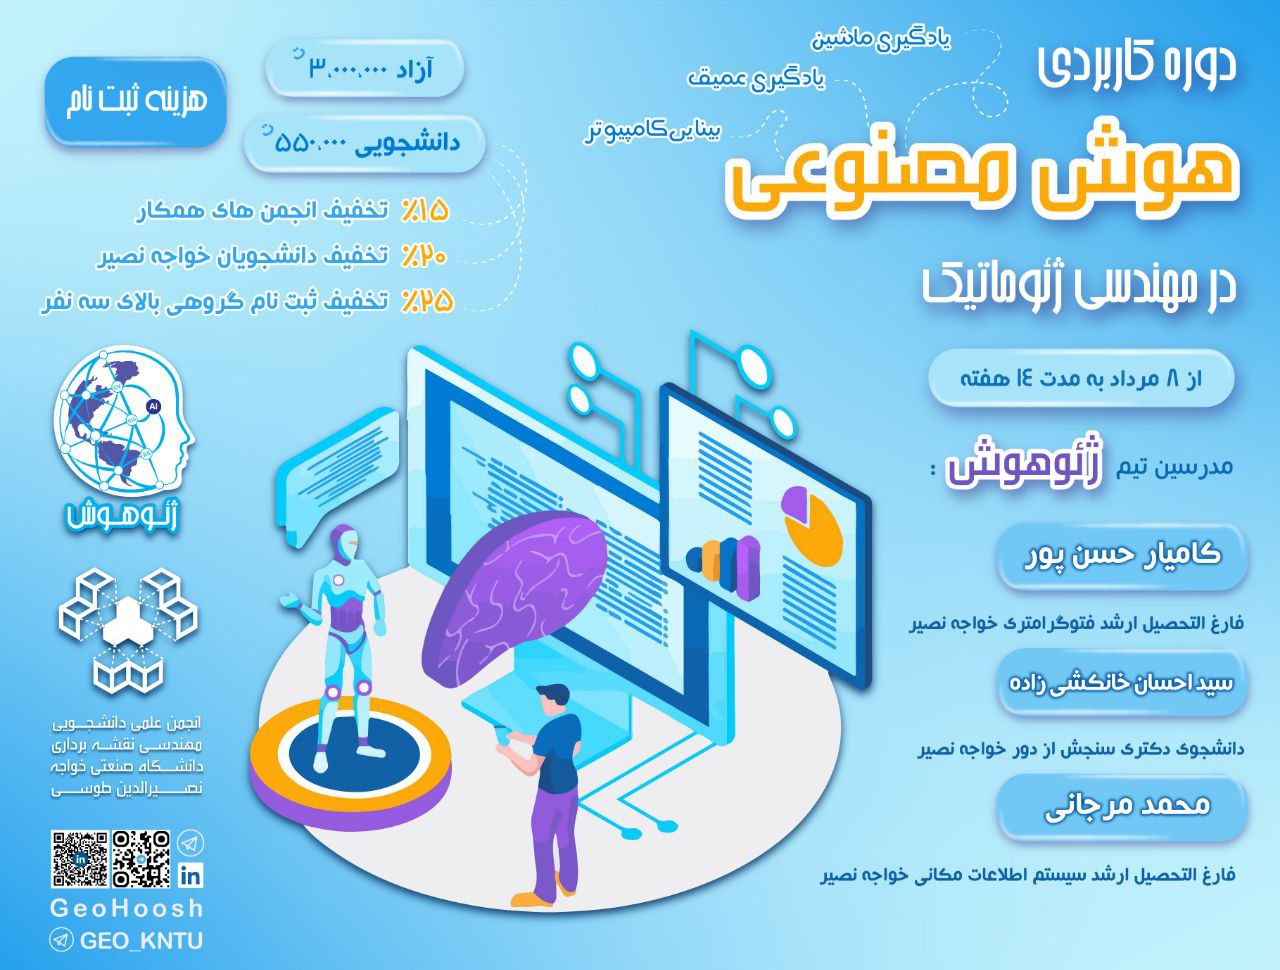 دوره کاربردی
یادگیری ماشین
یادگیری عمیق
بینایی کامپیوتر
هوش مصنوعی
در مهندسی ژئوماتیک
از ۸ مرداد به مدت ۱۴ هفته
مدرسین تیم ژئوهوش :
کامیار حسن پور
فارغ التحصیل ارشد فتوگرامتری خواجه نصیر
سید احسان خانکشی زاده
دانشجوی دکتری سنجش از دور خواجه نصیر
محمد مرجانی
فارغ التحصیل ارشد سیستم اطلاعات مکانی خواجه نصیر
هزینه ثبت نام
آزاد ۳،۰۰۰،۰۰۰ ت
دانشجویی ۵۵۰،۰۰۰ ت
٪۱۵ تخفیف انجمن های همکار
٪۲۰ تخفیف دانشجویان خواجه نصیر
٪۲۵ تخفیف ثبت نام گروهی بالای سه نفر
AI
ژئوهوش
انجمن علمی دانشجویی
مهندسی نقشه برداری
دانشگاه صنعتی خواجه
نصیرالدین طوسی
in
in
GeoHoosh
GEO_KNTU